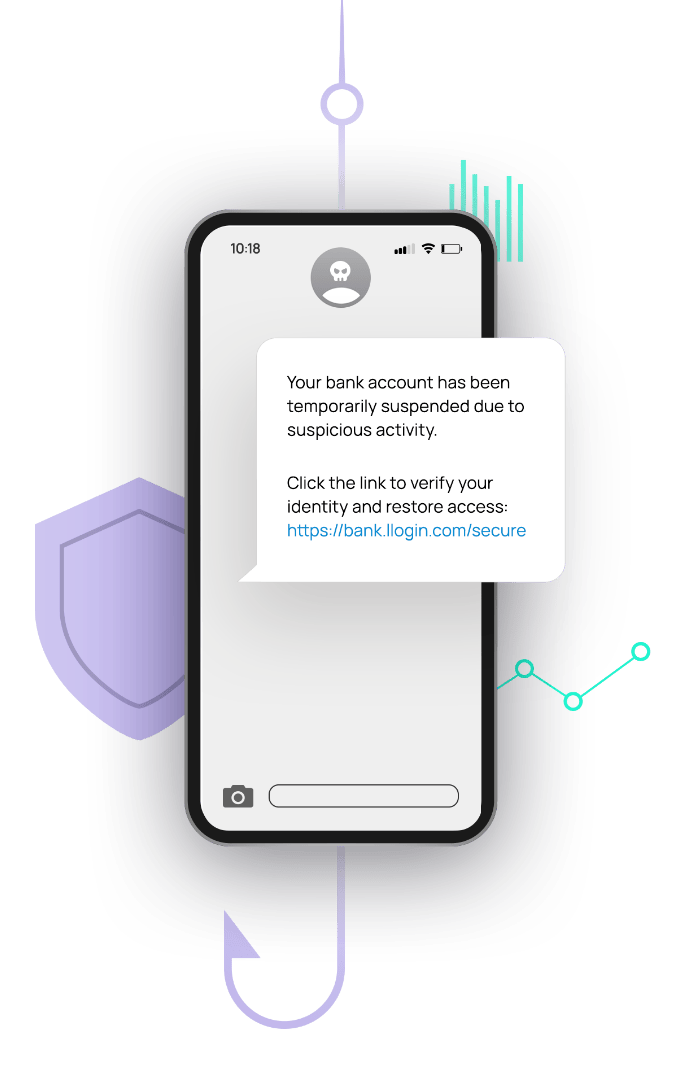 10:18
Your bank account has been
temporarily suspended due to
suspicious activity.
Click the link to verify your
identity and restore access:
https://bank.llogin.com/secure